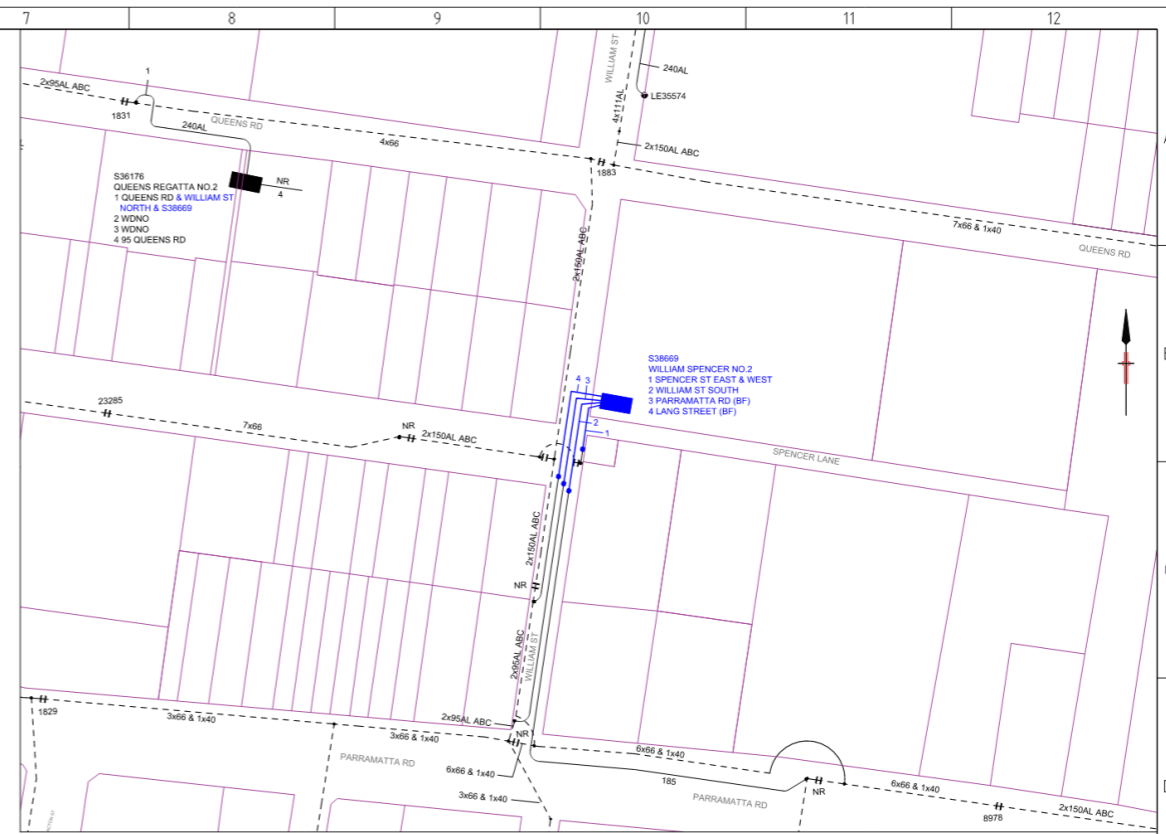 7
8
9
10
11
12
1
2x95AL ABC
1831
240AL
QUEENS RD
4x66
WILLIAM ST
240AL
LE35574
4x111AL
2x150AL ABC
1883
7x66 & 1x40
QUEENS RD
S36176
QUEENS REGATTA NO.2
1 QUEENS RD & WILLIAM ST
NORTH & S38669
2 WDNO
3 WDNO
4 95 QUEENS RD
NR
4
2x150AL ABC
S38669
WILLIAM SPENCER NO.2
1 SPENCER ST EAST & WEST
2 WILLIAM ST SOUTH
3 PARRAMATTA RD (BF)
4 LANG STREET (BF)
4
3
2
1
23285
7x66
NR
2x150AL ABC
SPENCER LANE
2x150AL ABC
NR
2x95AL ABC
WILLIAM ST
1829
3x66 & 1x40
2x95AL ABC
3x66 & 1x40
NR
6x66 & 1x40
PARRAMATTA RD
6x66 & 1x40
3x66 & 1x40
185
PARRAMATTA RD
NR
6x66 & 1x40
8978
2x150AL ABC